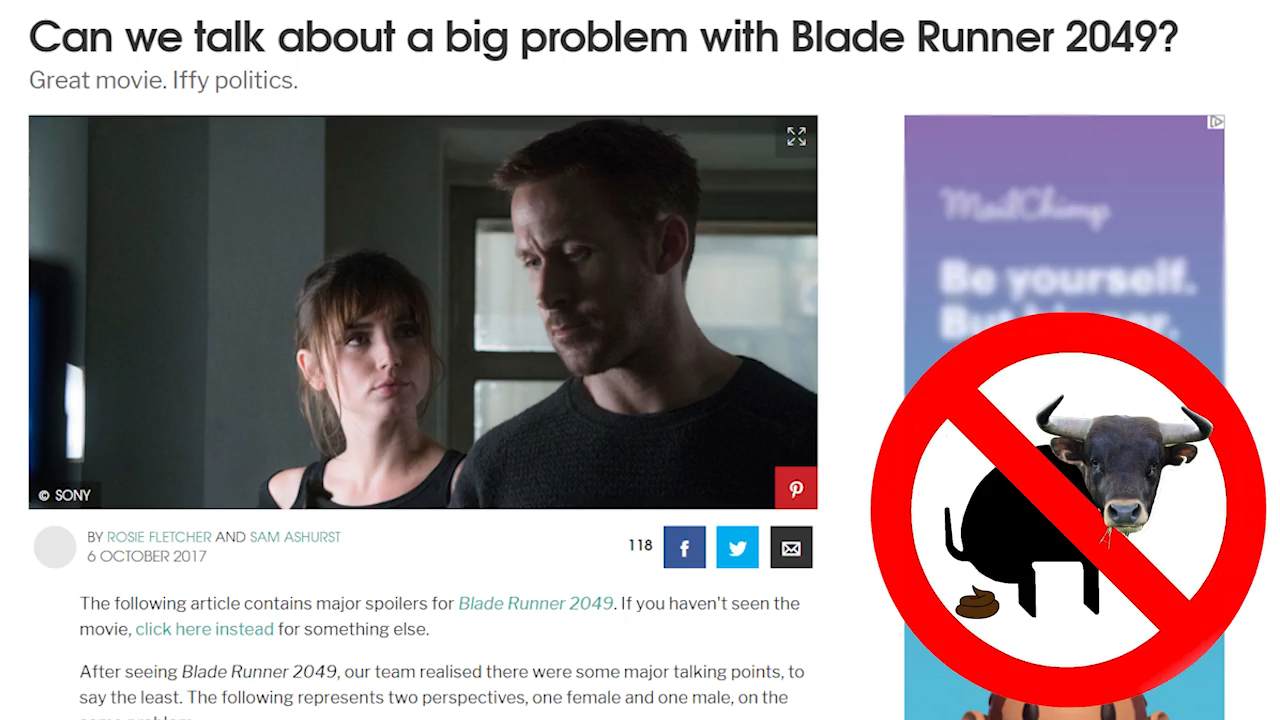 Can we talk about a big problem with Blade Runner 2049?
Great movie. Iffy politics.
MailChimp
Be yourself.
© SONY
BY ROSIE FLETCHER AND SAM ASHURST
6 OCTOBER 2017
118
The following article contains major spoilers for Blade Runner 2049. If you haven't seen the
movie, click here instead for something else.
After seeing Blade Runner 2049, our team realised there were some major talking points, to
say the least. The following represents two perspectives, one female and one male, on the